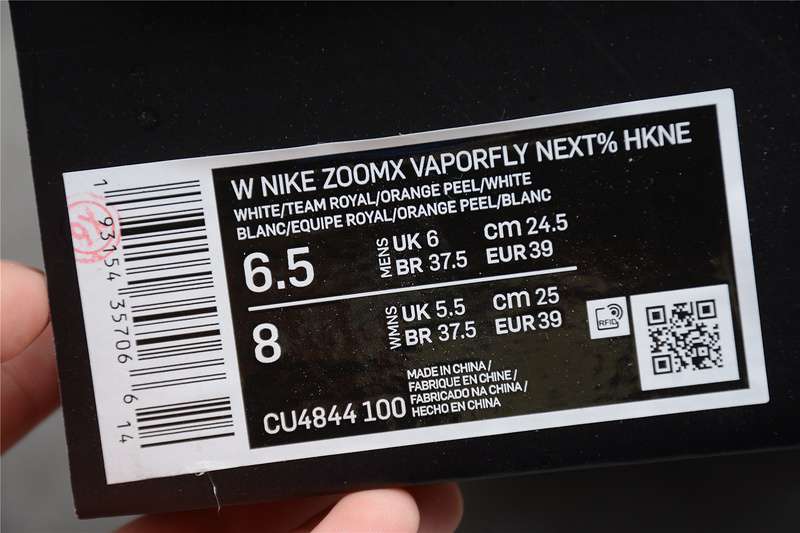 W NIKE ZOOMX VAPORFLY NEXT% HKNE
WHITE/TEAM ROYAL/ORANGE PEEL/WHITE
BLANC/EQUIPE ROYAL/ORANGE PEEL/BLANC
6.5
MENS
UK 6
cm 24.5
BR 37.5
EUR 39
8
WMNS
UK 5.5
cm 25
BR 37.5
EUR 39
RFID
MADE IN CHINA/
FABRIQUE EN CHINE/
FABRICADO NA CHINA/
HECHO EN CHINA
CU4844 100
1 93154 35706 6 14